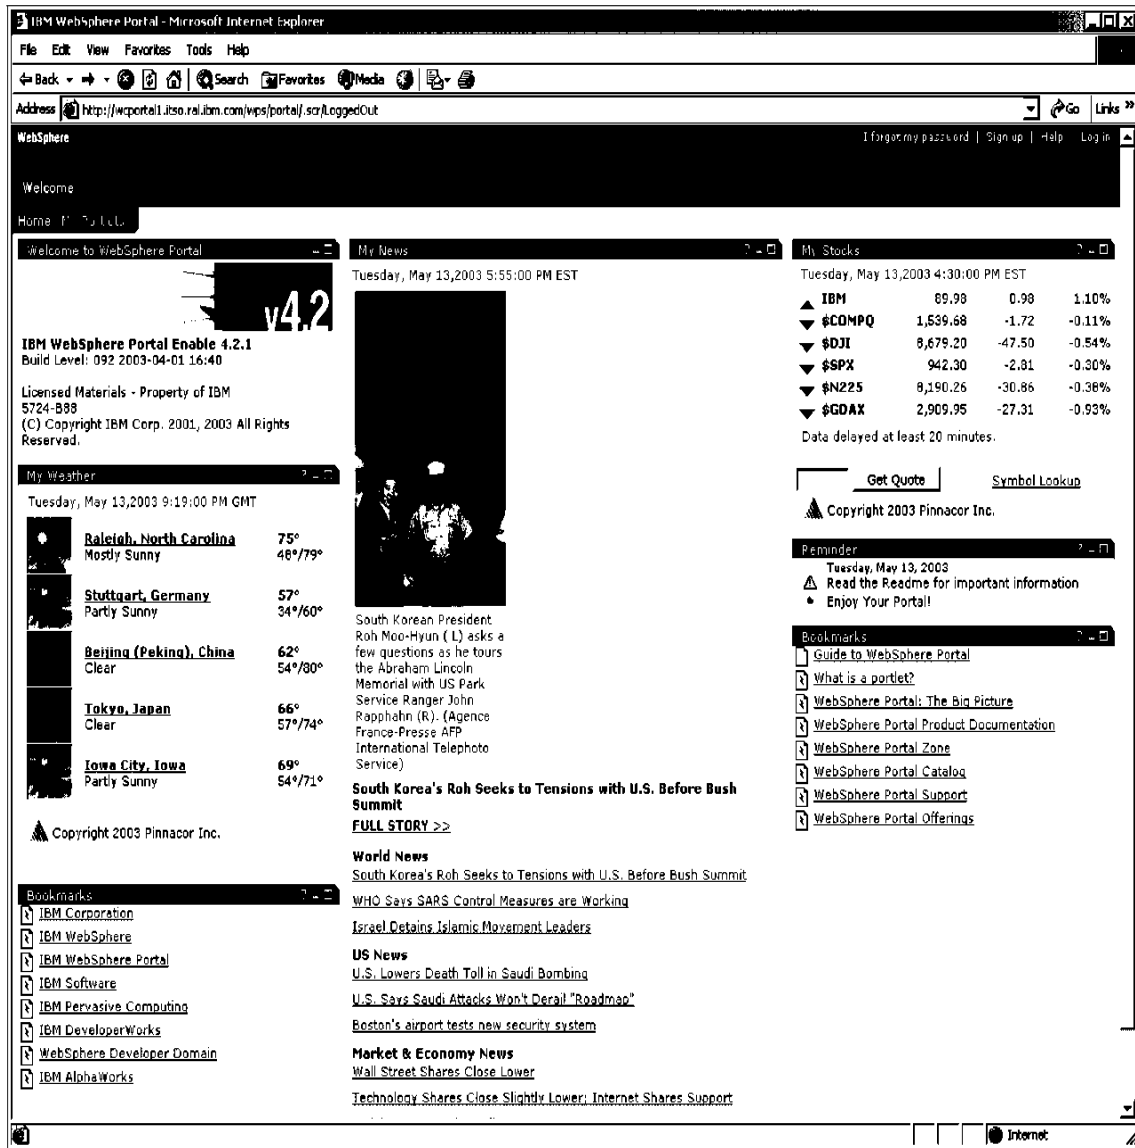 IBM WebSphere Portal - Microsoft Internet Explorer
File Edit View Favorites Tools Help
Back Search Favorites Media
Address http://wcportal1.itso.ral.ibm.com/wps/portal/.scr/LoggedOut Go Links »
WebSphere
I forgot my password | Sign up | Help Log in
Welcome
Home
Welcome to WebSphere Portal
v4.2
IBM WebSphere Portal Enable 4.2.1
Build Level: 092 2003-04-01 16:40
Licensed Materials - Property of IBM
5724-B88
(C) Copyright IBM Corp. 2001, 2003 All Rights
Reserved.
My Weather
Tuesday, May 13,2003 9:19:00 PM GMT
Raleigh, North Carolina 75°
Mostly Sunny 48°/79°
Stuttgart, Germany 57°
Partly Sunny 34°/60°
Beijing (Peking), China 62°
Clear 54°/80°
Tokyo, Japan 66°
Clear 57°/74°
Iowa City, Iowa 69°
Partly Sunny 54°/71°
Copyright 2003 Pinnacor Inc.
Bookmarks
IBM Corporation
IBM WebSphere
IBM WebSphere Portal
IBM Software
IBM Pervasive Computing
IBM DeveloperWorks
WebSphere Developer Domain
IBM AlphaWorks
My News
Tuesday, May 13,2003 5:55:00 PM EST
South Korean President
Roh Moo-Hyun ( L) asks a
few questions as he tours
the Abraham Lincoln
Memorial with US Park
Service Ranger John
Rapphahn (R). (Agence
France-Presse AFP
International Telephoto
Service)
South Korea's Roh Seeks to Tensions with U.S. Before Bush
Summit
FULL STORY >>
World News
South Korea's Roh Seeks to Tensions with U.S. Before Bush Summit
WHO Says SARS Control Measures are Working
Israel Detains Islamic Movement Leaders
US News
U.S. Lowers Death Toll in Saudi Bombing
U.S. Says Saudi Attacks Won't Derail "Roadmap"
Boston's airport tests new security system
Market & Economy News
Wall Street Shares Close Lower
Technology Shares Close Slightly Lower; Internet Shares Support
My Stocks
Tuesday, May 13,2003 4:30:00 PM EST
IBM 89.98 0.98 1.10%
$COMPQ 1,539.68 -1.72 -0.11%
$DJI 8,679.20 -47.50 -0.54%
$SPX 942.30 -2.81 -0.30%
$N225 8,190.26 -30.86 -0.38%
$GDAX 2,909.95 -27.31 -0.93%
Data delayed at least 20 minutes.
Get Quote Symbol Lookup
Copyright 2003 Pinnacor Inc.
Reminder
Tuesday, May 13, 2003
Read the Readme for important information
• Enjoy Your Portal!
Bookmarks
Guide to WebSphere Portal
What is a portlet?
WebSphere Portal: The Big Picture
WebSphere Portal Product Documentation
WebSphere Portal Zone
WebSphere Portal Catalog
WebSphere Portal Support
WebSphere Portal Offerings
Internet